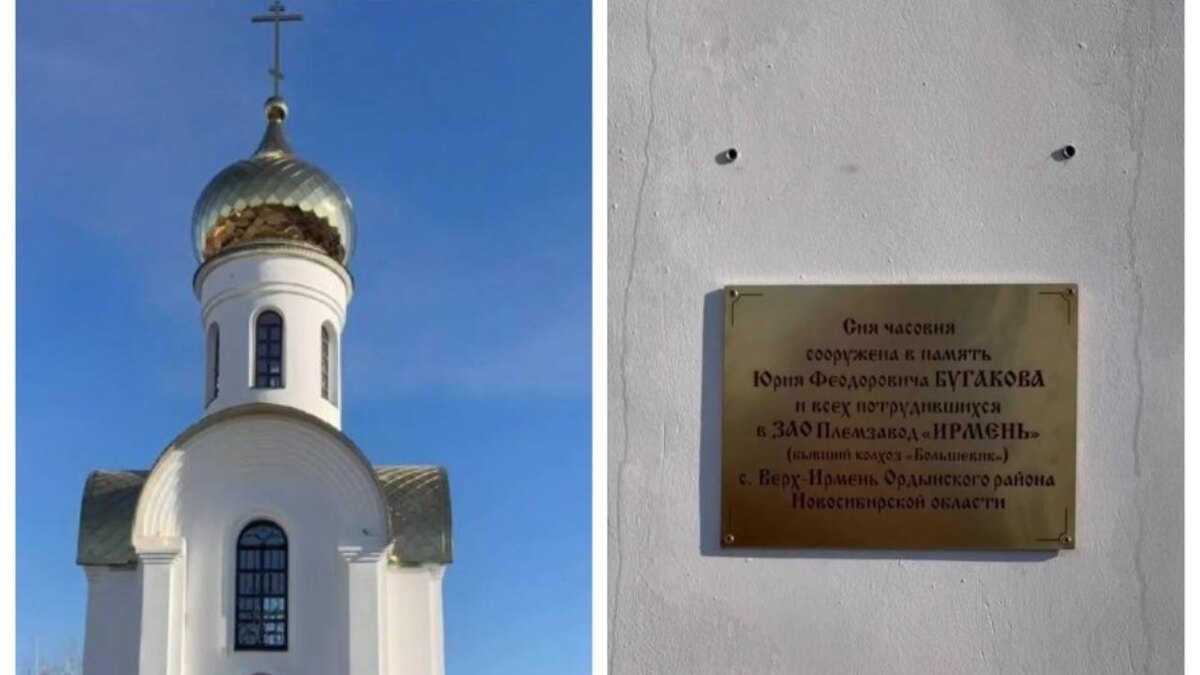 Сия часовня
сооружена в память
Юрия Феодоровича БУГАКОВА
и всех потрудившихся
в ЗАО Племзавод «ИРМЕНЬ»
(бывший колхоз «Большевик»)
с. Верх-Ирмень Ордынского района
Новосибирской области